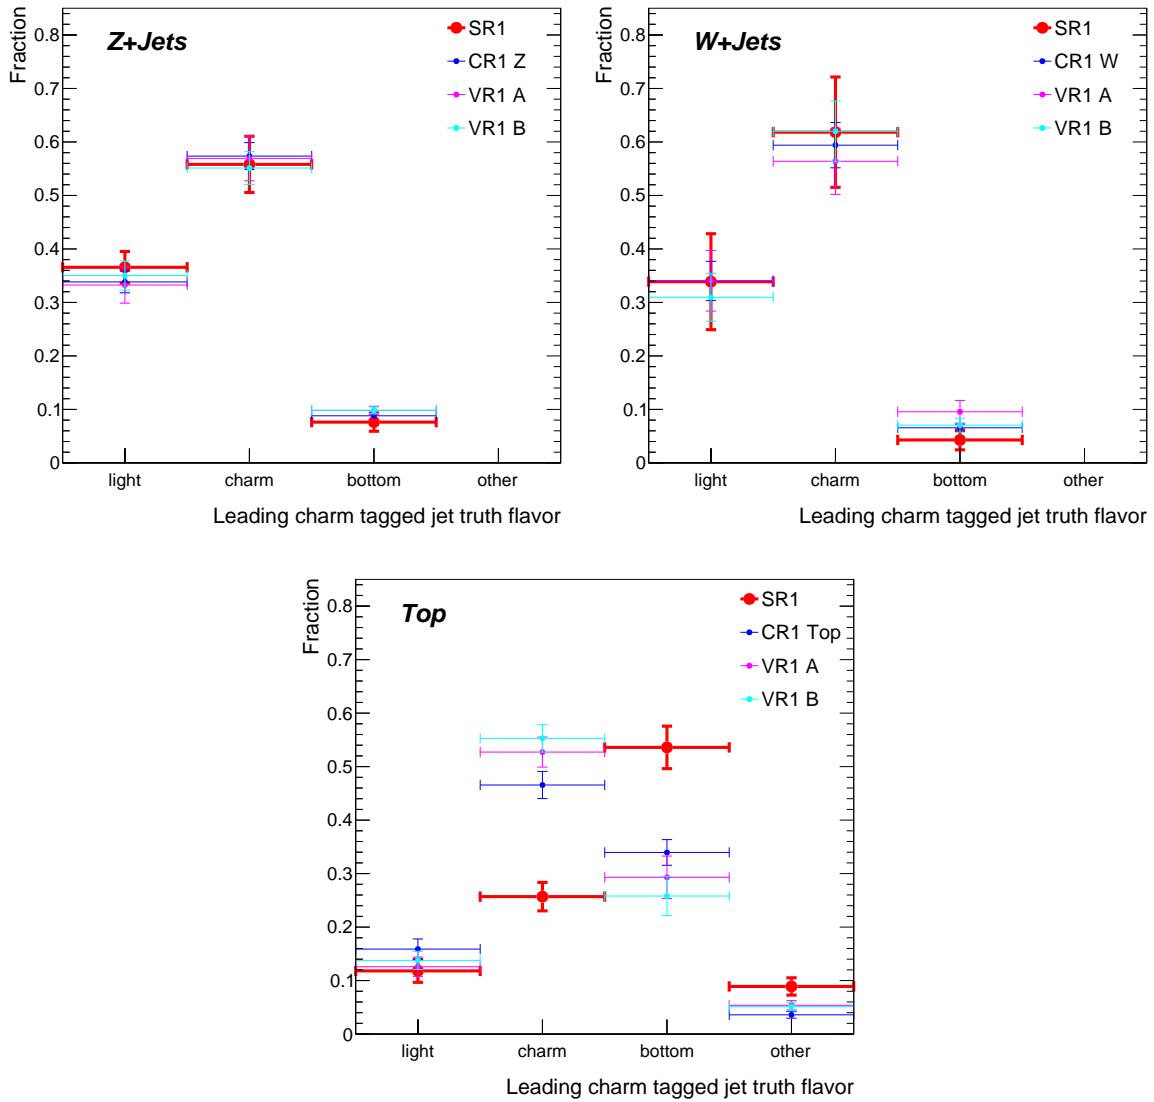 Fraction
Z+Jets
SR1
CR1 Z
VR1 A
VR1 B
0.8
0.7
0.6
0.5
0.4
0.3
0.2
0.1
0
light charm bottom other
Leading charm tagged jet truth flavor
Fraction
W+Jets
SR1
CR1 W
VR1 A
VR1 B
0.8
0.7
0.6
0.5
0.4
0.3
0.2
0.1
0
light charm bottom other
Leading charm tagged jet truth flavor
Fraction
Top
SR1
CR1 Top
VR1 A
VR1 B
0.8
0.7
0.6
0.5
0.4
0.3
0.2
0.1
0
light charm bottom other
Leading charm tagged jet truth flavor